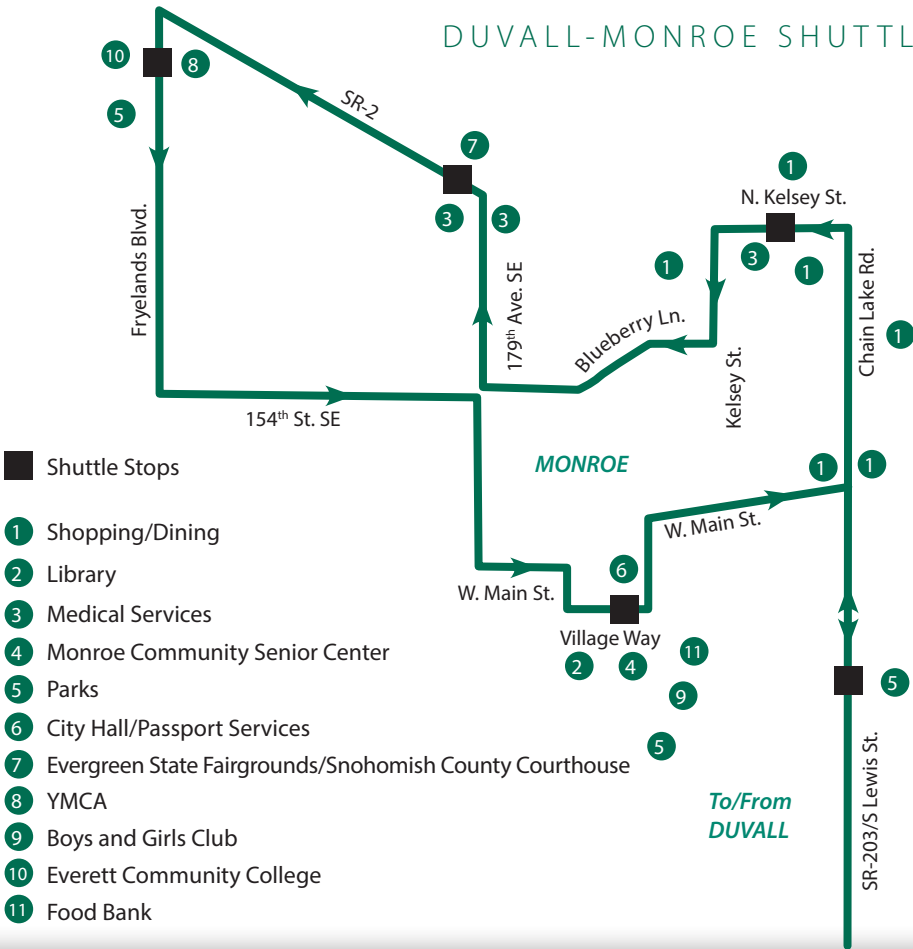 DUVALL-MONROE SHUTTL
10
8
5
SR-2
7
3
3
1
N. Kelsey St.
3
1
1
Chain Lake Rd.
1
Fryelands Blvd.
179th Ave. SE
Blueberry Ln.
Kelsey St.
154th St. SE
MONROE
1
1
W. Main St.
W. Main St.
6
Village Way
2
4
11
9
5
5
To/From
DUVALL
SR-203/S Lewis St.
Shuttle Stops
1 Shopping/Dining
2 Library
3 Medical Services
4 Monroe Community Senior Center
5 Parks
6 City Hall/Passport Services
7 Evergreen State Fairgrounds/Snohomish County Courthouse
8 YMCA
9 Boys and Girls Club
10 Everett Community College
11 Food Bank